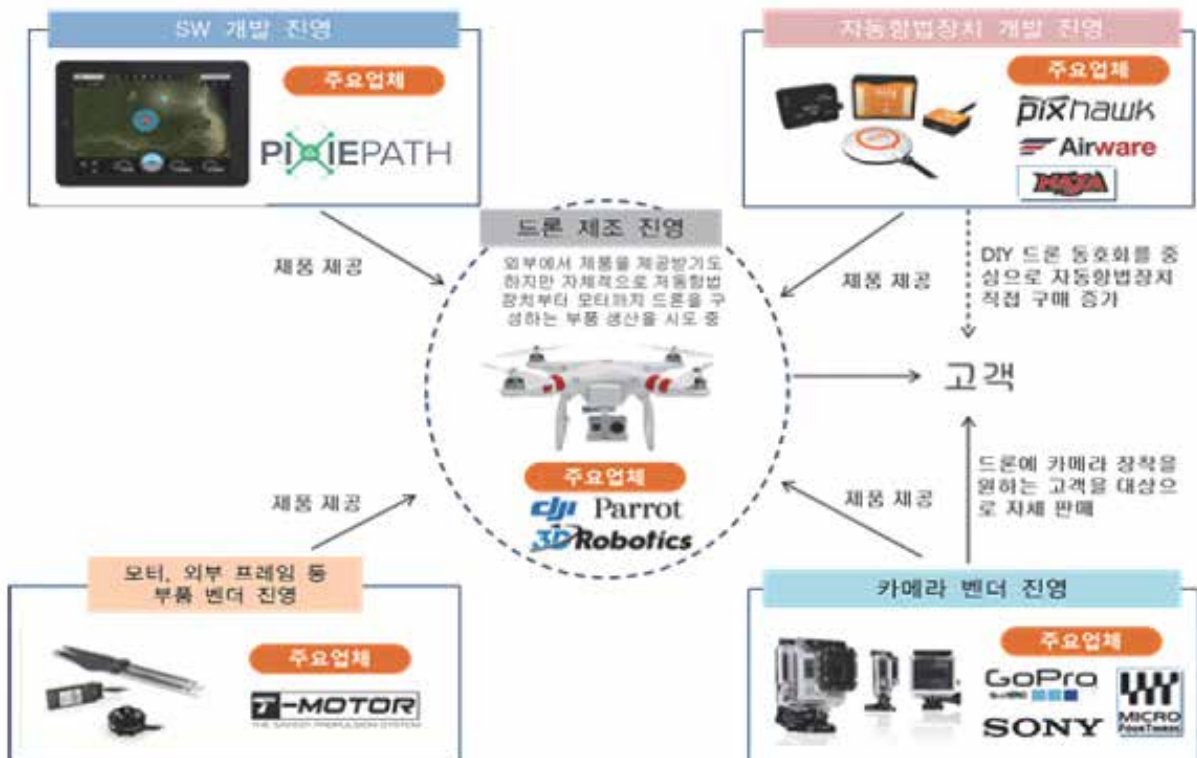 SW 개발 진영
주요업체
PIXIEPATH
자동항법장치 개발 진영
주요업체
pixhawk
Airware
NAZA
제품 제공
드론 제조 진영
외부에서 제품을 제공받기도
하지만 자체적으로 자동항법
장치부터 모터까지 드론을 구
성하는 부품 생산을 시도 중
주요업체
dji Parrot
3DRobotics
제품 제공
DIY 드론 동호화를 중
심으로 자동항법장치
직접 구매 증가
고객
제품 제공
제품 제공
드론에 카메라 장착을
원하는 고객을 대상으
로 자체 판매
모터, 외부 프레임 등
부품 벤더 진영
주요업체
T-MOTOR
THE SAFEST PROPULSION SYSTEM
카메라 벤더 진영
주요업체
GoPro
SONY
MICRO
FOURTHIRDS